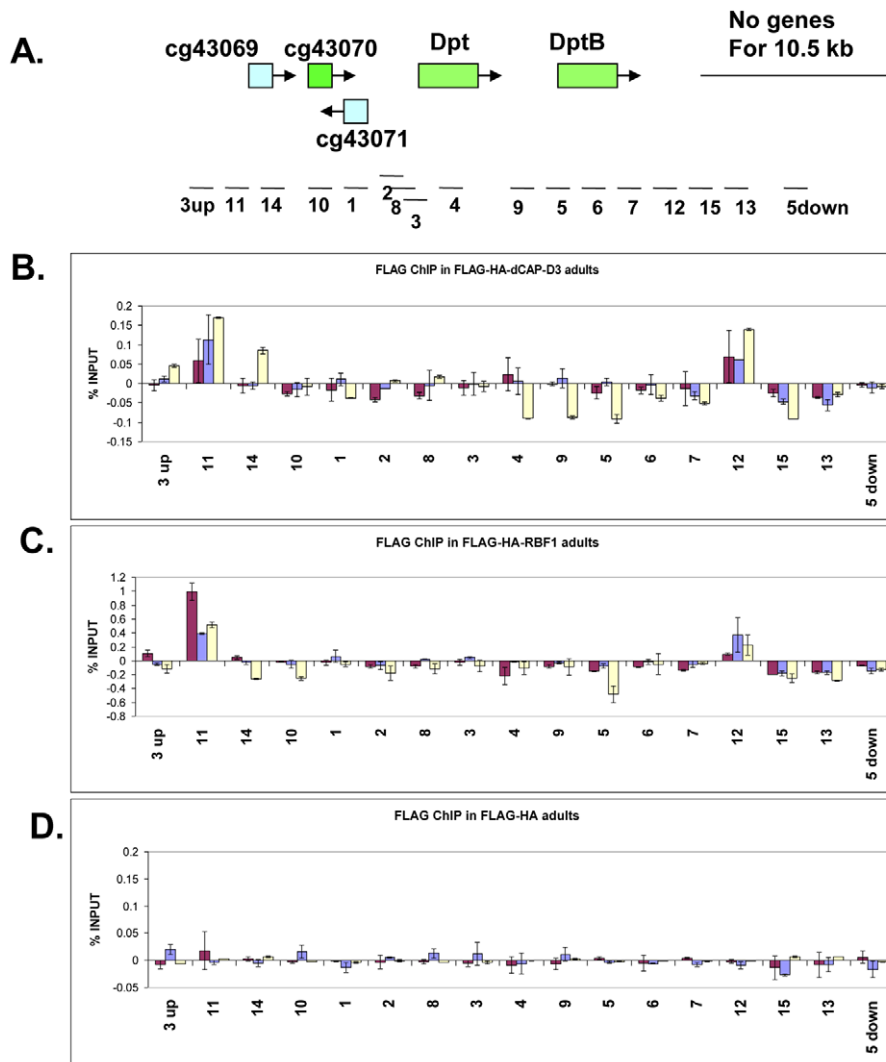 A.
cg43069
cg43070
Dpt
DptB
No genes
For 10.5 kb
cg43071
3up 11 14 10 1 2 8 3 4 9 5 6 7 12 15 13 5down
B.
FLAG ChIP in FLAG-HA-dCAP-D3 adults
% INPUT
0.2
0.15
0.1
0.05
0
-0.05
-0.1
-0.15
3 up 11 14 10 1 2 8 3 4 9 5 6 7 12 15 13 5 down
C.
FLAG ChIP in FLAG-HA-RBF1 adults
% INPUT
1.2
1
0.8
0.6
0.4
0.2
0
-0.2
-0.4
-0.6
-0.8
3 up 11 14 10 1 2 8 3 4 9 5 6 7 12 15 13 5 down
D.
FLAG ChIP in FLAG-HA adults
% INPUT
0.2
0.15
0.1
0.05
0
-0.05
3 up 11 14 10 1 2 8 3 4 9 5 6 7 12 15 13 5 down